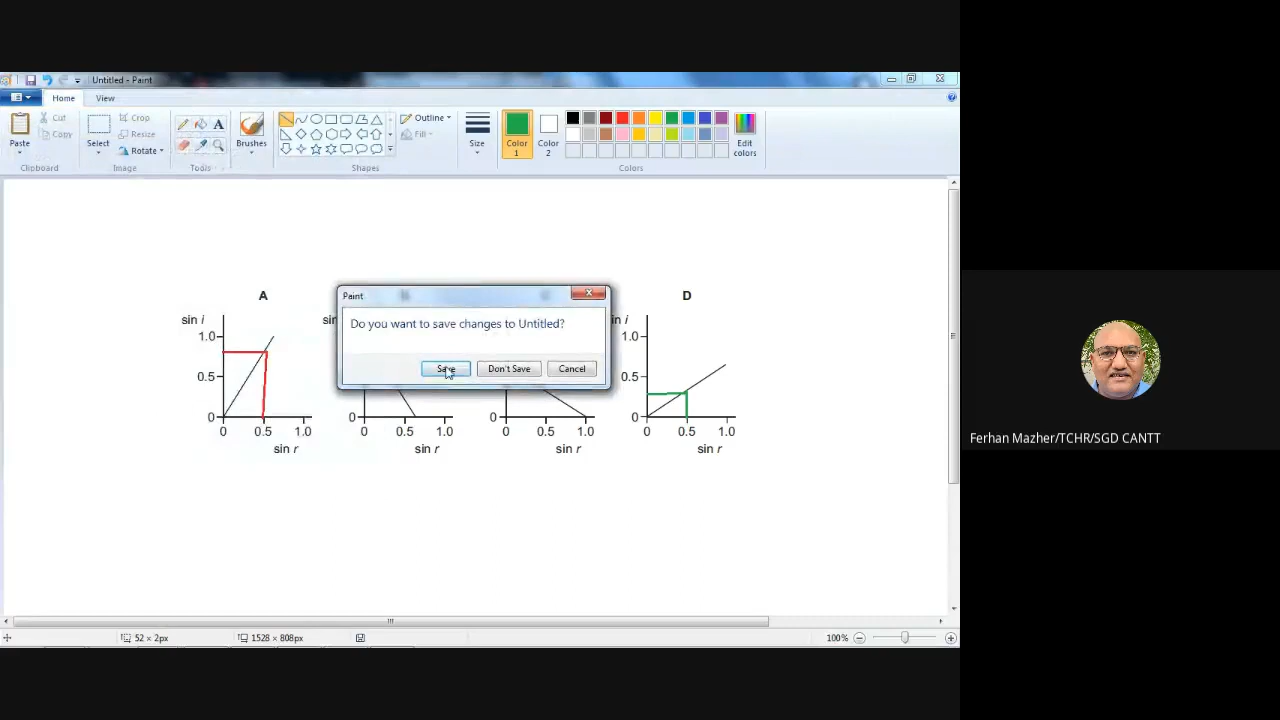 Untitled - Paint
Home View
Cut
Copy
Paste
Clipboard
Select
Crop
Resize
Rotate
Image
A
Tools
Brushes
Outline
Fill
Shapes
Size
Color 1
Color 2
Edit colors
Colors
A
sin i
1.0
0.5
0
0 0.5 1.0
sin r
sin
0
0 0.5 1.0
sin r
0
0 0.5 1.0
sin r
D
in i
1.0
0.5
0
0 0.5 1.0
sin r
Paint
Do you want to save changes to Untitled?
Save Don't Save Cancel
52 × 2px
1528 × 808px
100%
Ferhan Mazher/TCHR/SGD CANTT